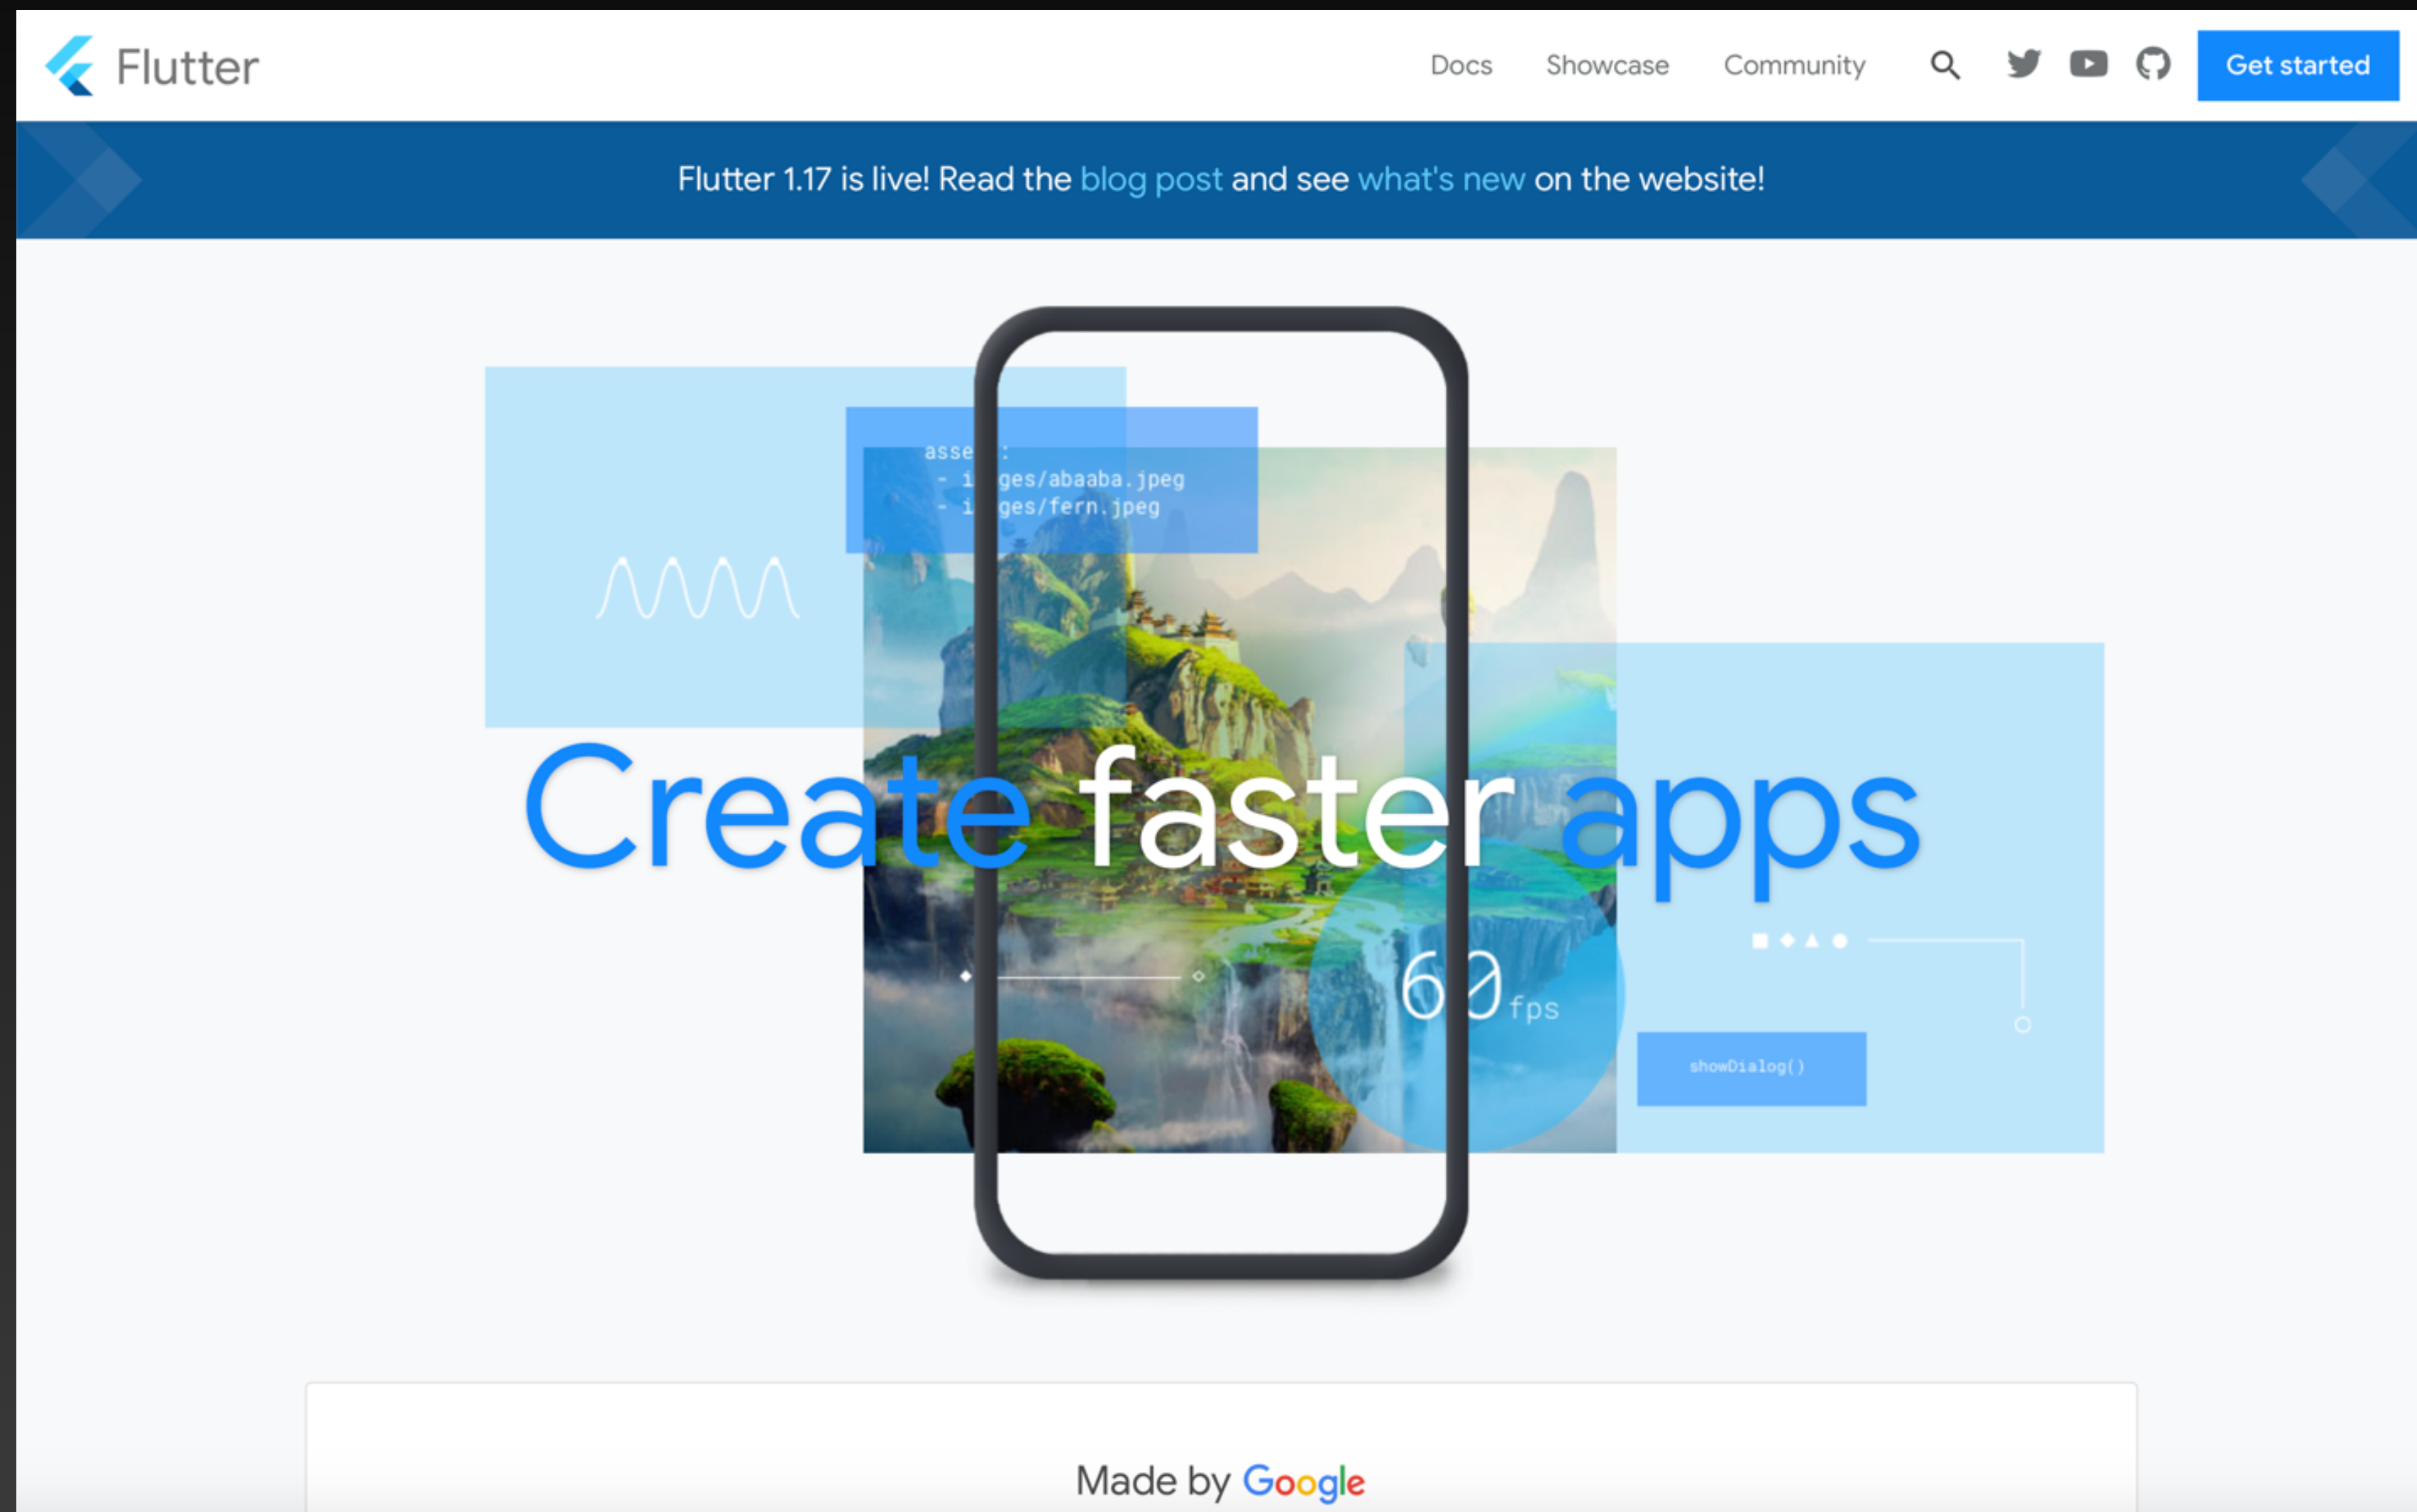 Flutter
Docs Showcase Community Get started
Flutter 1.17 is live! Read the blog post and see what's new on the website!
asse :
- i ges/abaaba.jpeg
- i ges/fern.jpeg
Create faster apps
60 fps
showDialog()
Made by Google